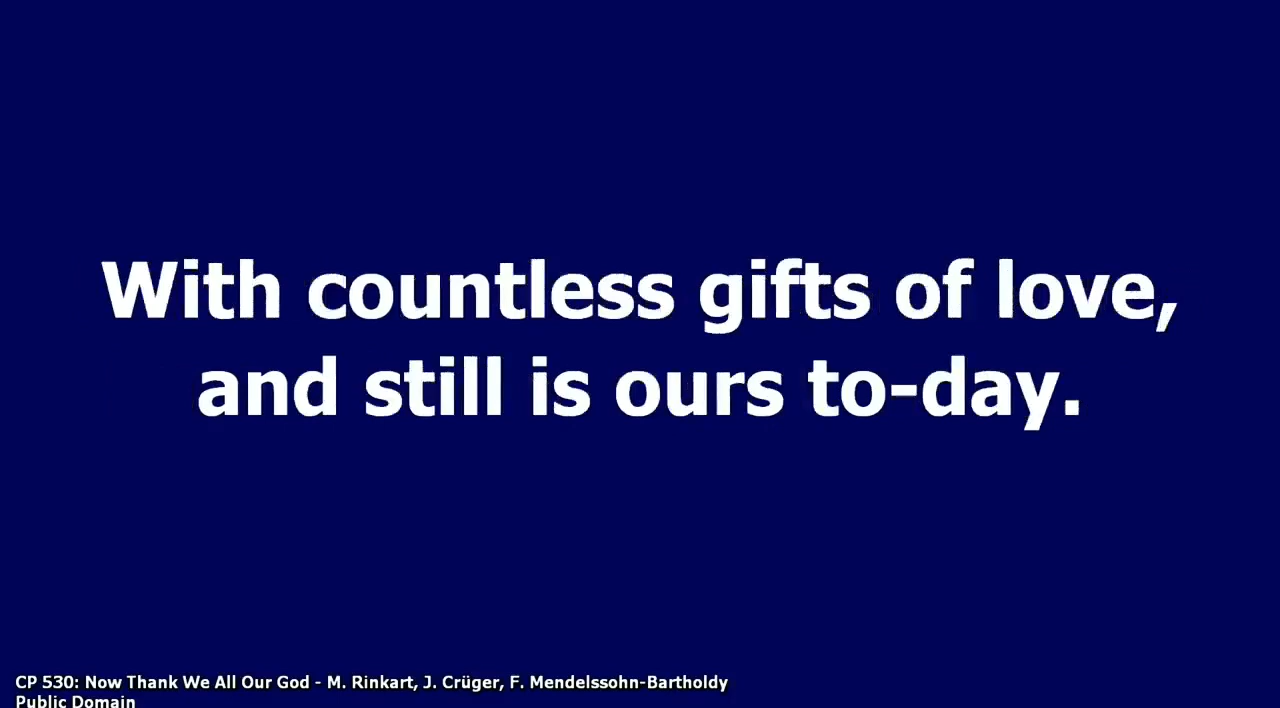 With countless gifts of love,
and still is ours to-day.
CP 530: Now Thank We All Our God - M. Rinkart, J. Crüger, F. Mendelssohn-Bartholdy
Public Domain